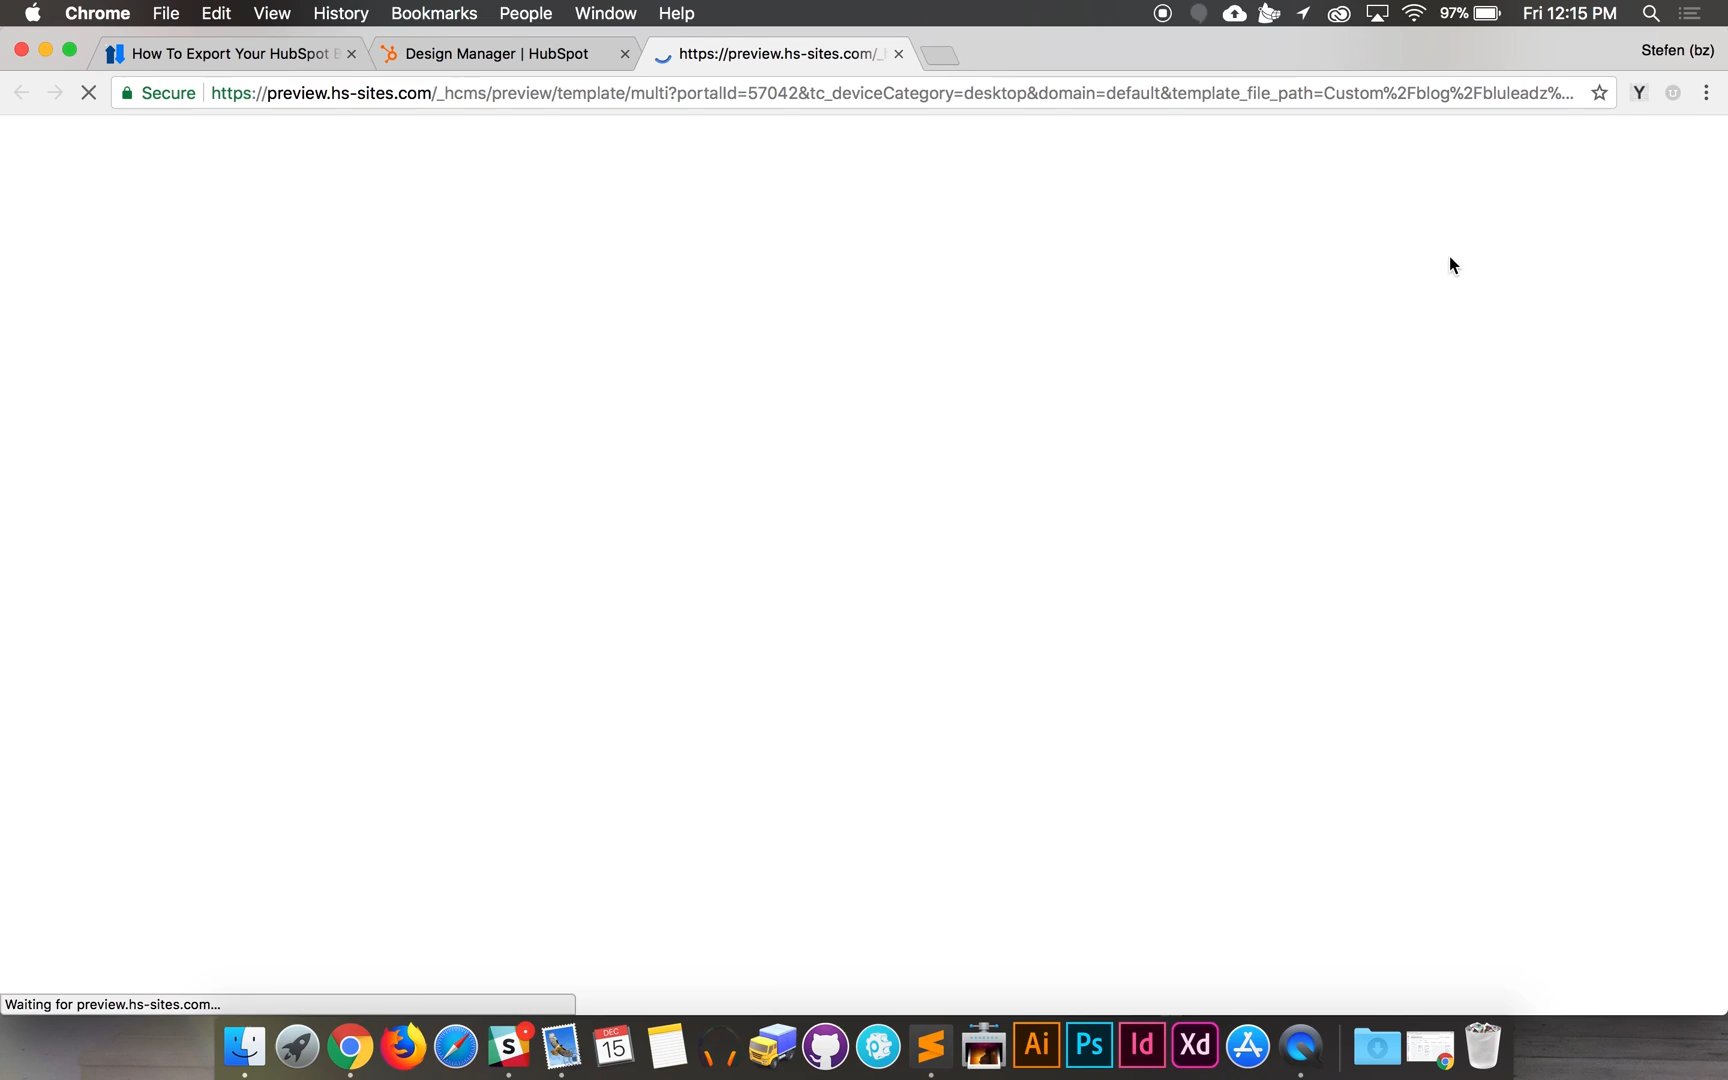 Chrome File Edit View History Bookmarks People Window Help 97% Fri 12:15 PM
How To Export Your HubSpot Design Manager | HubSpot https://preview.hs-sites.com/_ Stefen (bz)
Secure https://preview.hs-sites.com/_hcms/preview/template/multi?portalId=57042&tc_deviceCategory=desktop&domain=default&template_file_path=Custom%2Fblog%2Fbluleadz%... Y
Waiting for preview.hs-sites.com...
S DEC 15 Ai Ps Id Xd